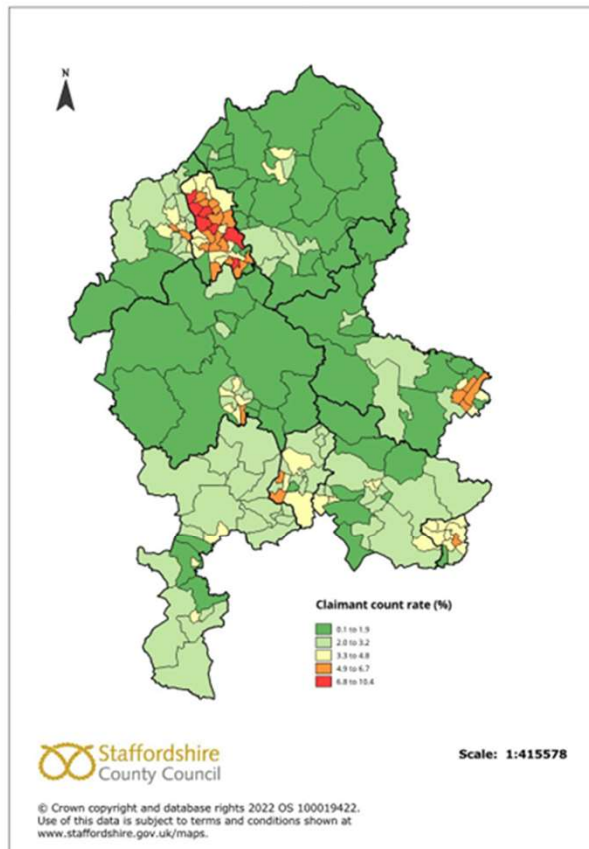 N
Claimant count rate (%)
0.1 to 1.9
2.0 to 3.2
3.3 to 4.8
4.9 to 6.7
6.8 to 10.4
Staffordshire
County Council
Scale: 1:415578
© Crown copyright and database rights 2022 OS 100019422.
Use of this data is subject to terms and conditions shown at
www.staffordshire.gov.uk/maps.